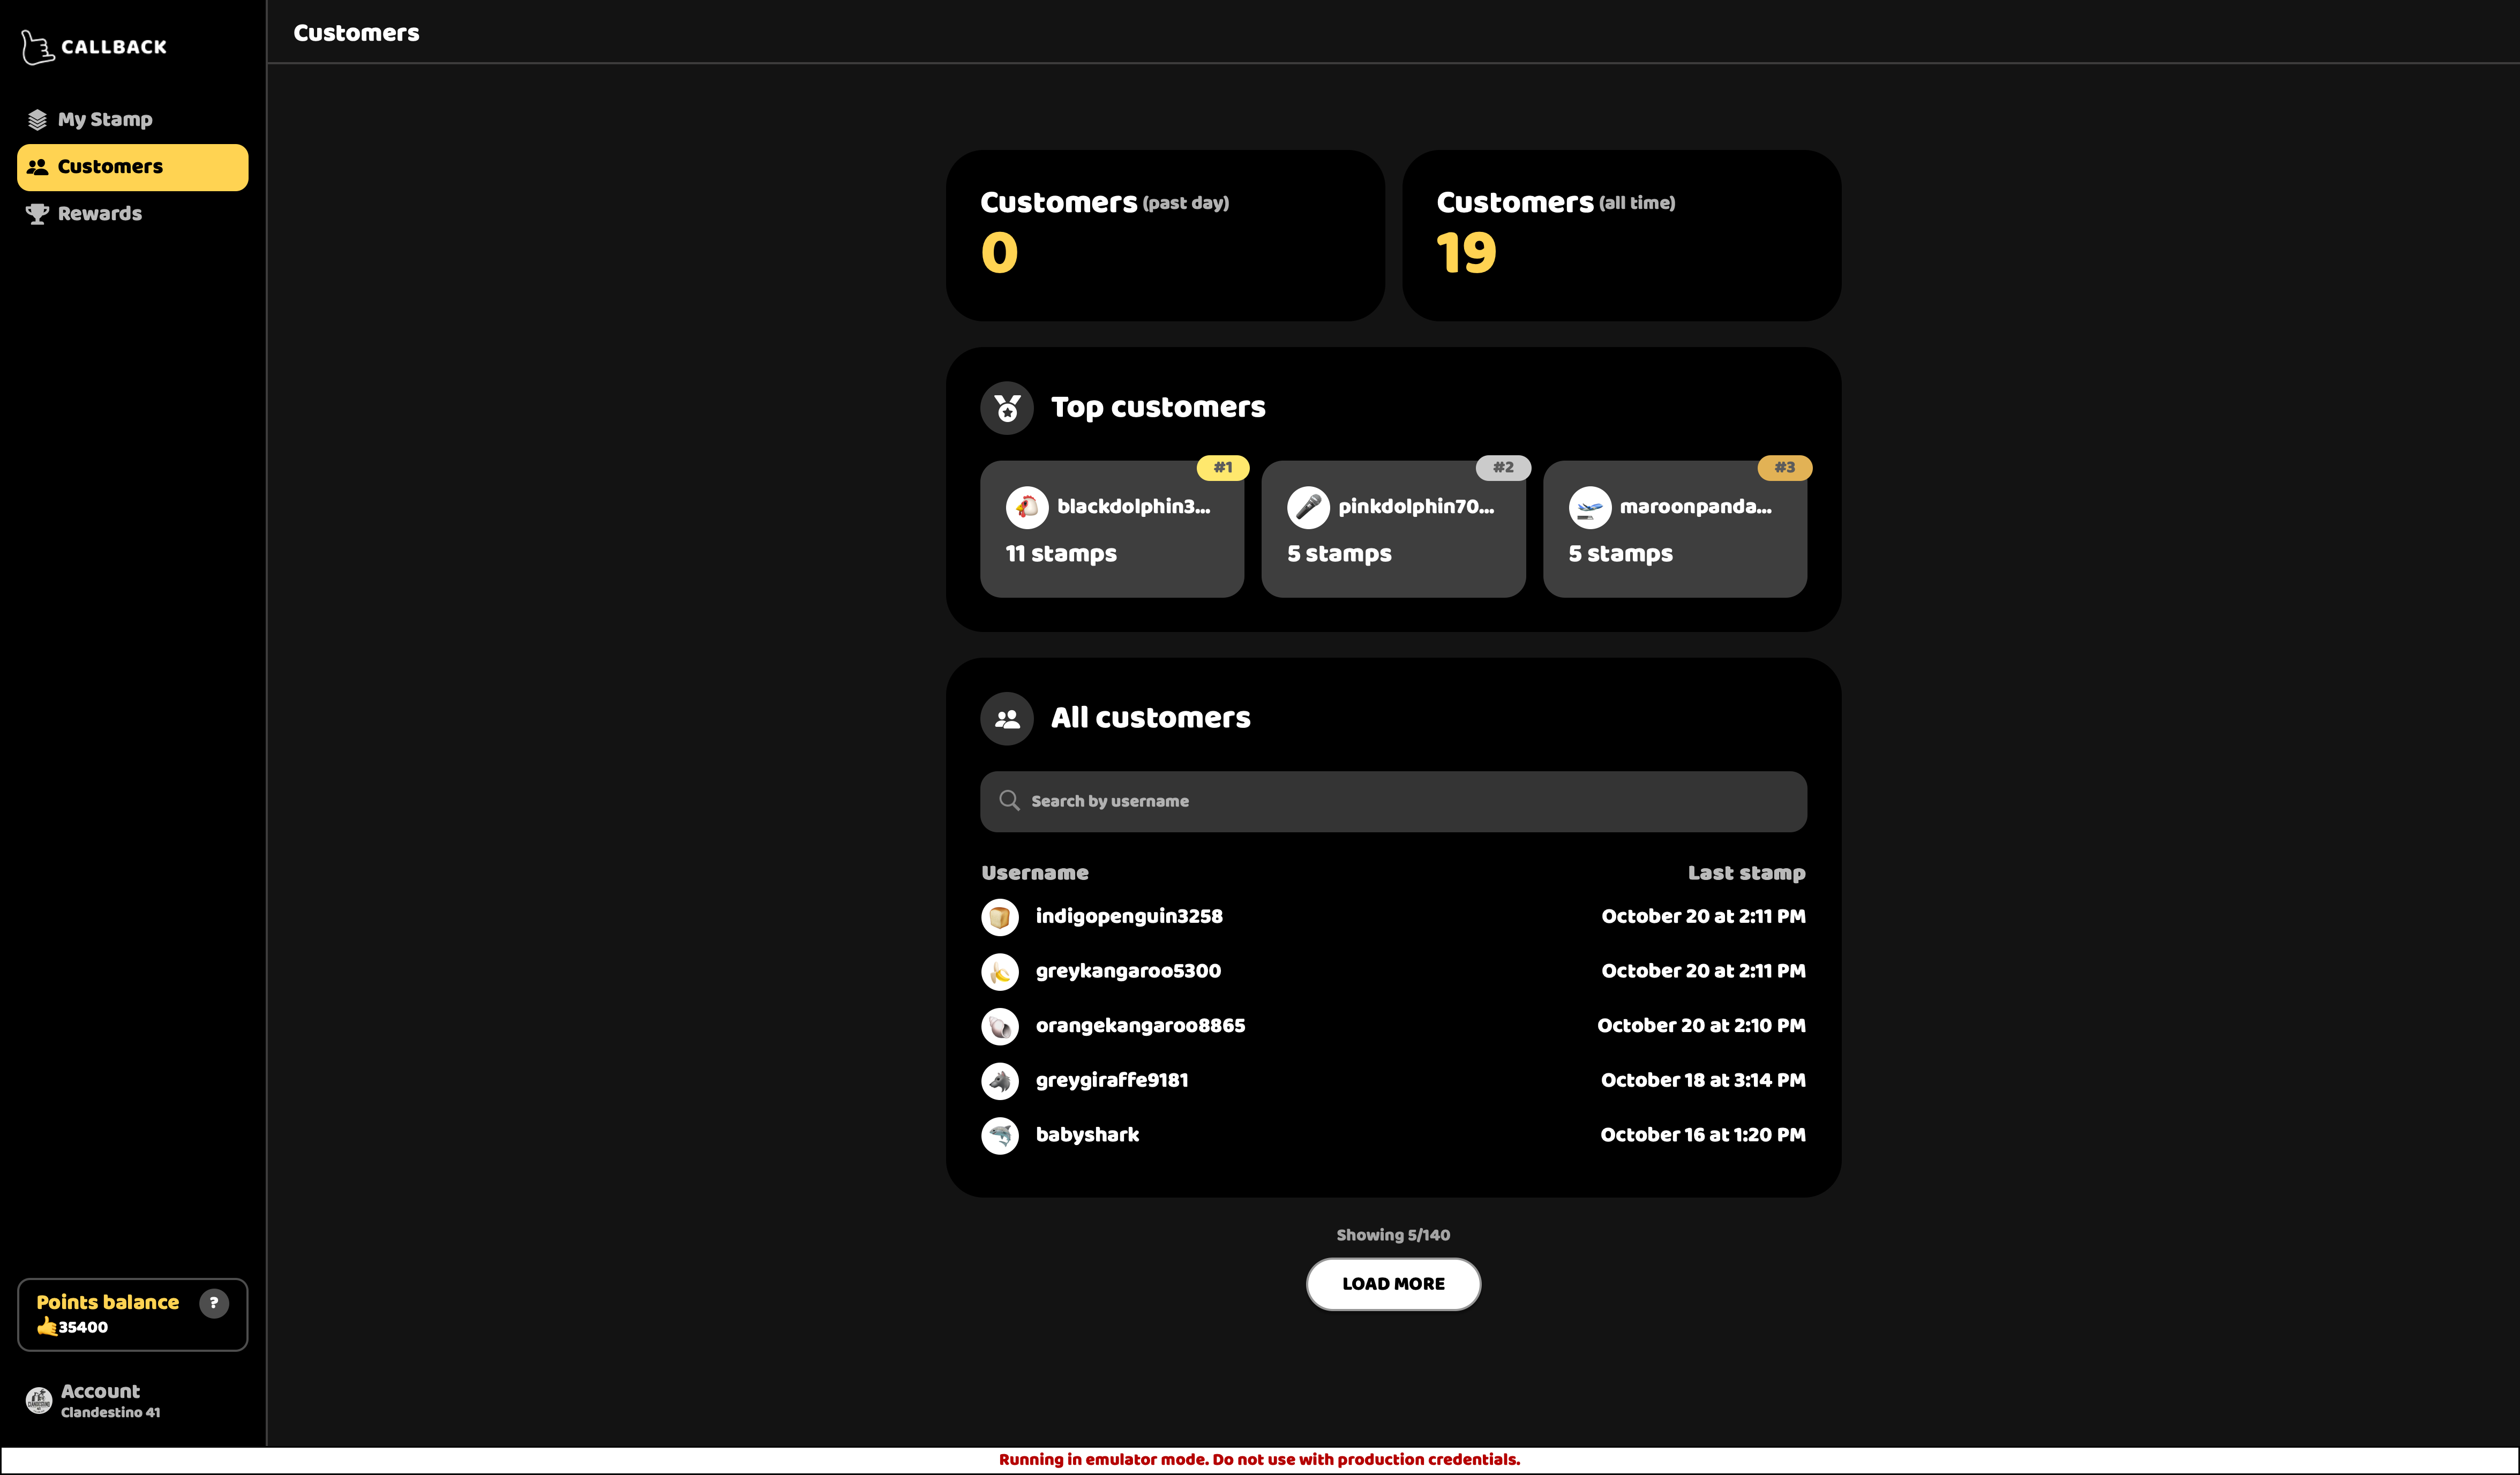 CALLBACK
My Stamp
Customers
Rewards
Points balance
?
35400
Account
Clandestino 41
Customers
Customers (past day)
0
Customers (all time)
19
Top customers
#1
blackdolphin3...
11 stamps
#2
pinkdolphin70...
5 stamps
#3
maroonpanda...
5 stamps
All customers
Search by username
Username Last stamp
indigopenguin3258 October 20 at 2:11 PM
greykangaroo5300 October 20 at 2:11 PM
orangekangaroo8865 October 20 at 2:10 PM
greygiraffe9181 October 18 at 3:14 PM
babyshark October 16 at 1:20 PM
Showing 5/140
LOAD MORE
Running in emulator mode. Do not use with production credentials.